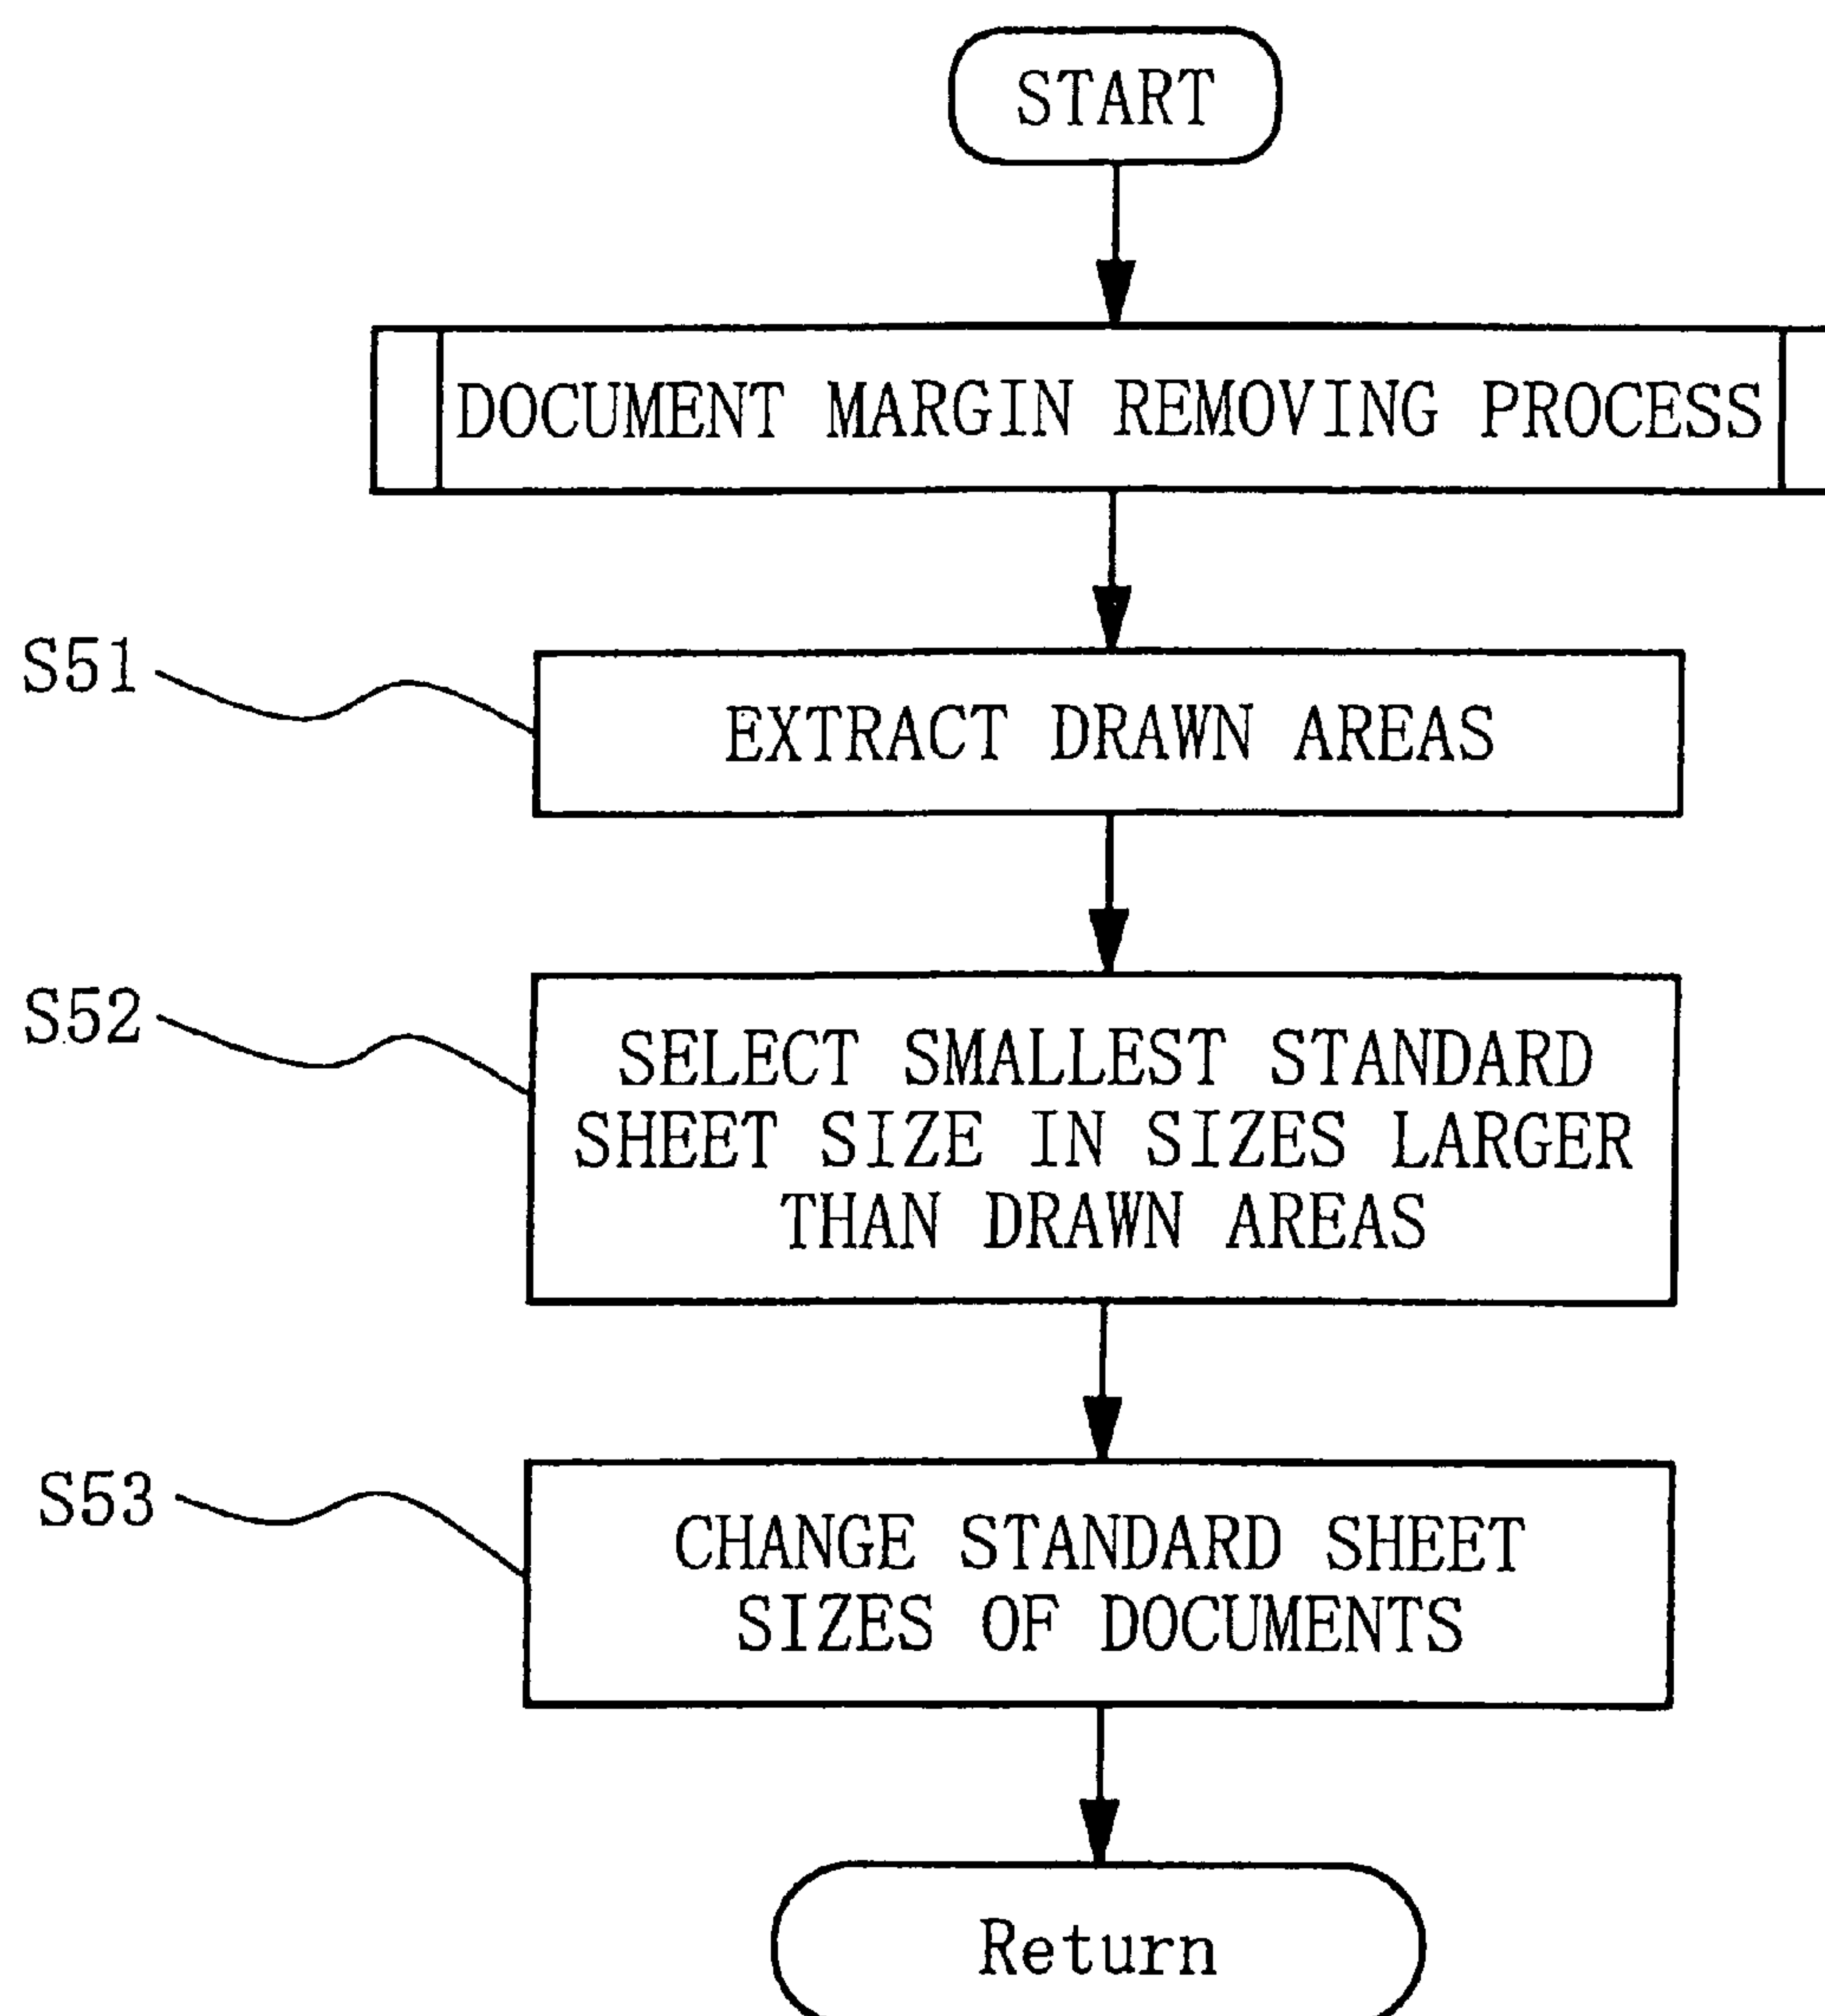 START
DOCUMENT MARGIN REMOVING PROCESS
S51
EXTRACT DRAWN AREAS
S52
SELECT SMALLEST STANDARD
SHEET SIZE IN SIZES LARGER
THAN DRAWN AREAS
S53
CHANGE STANDARD SHEET
SIZES OF DOCUMENTS
Return